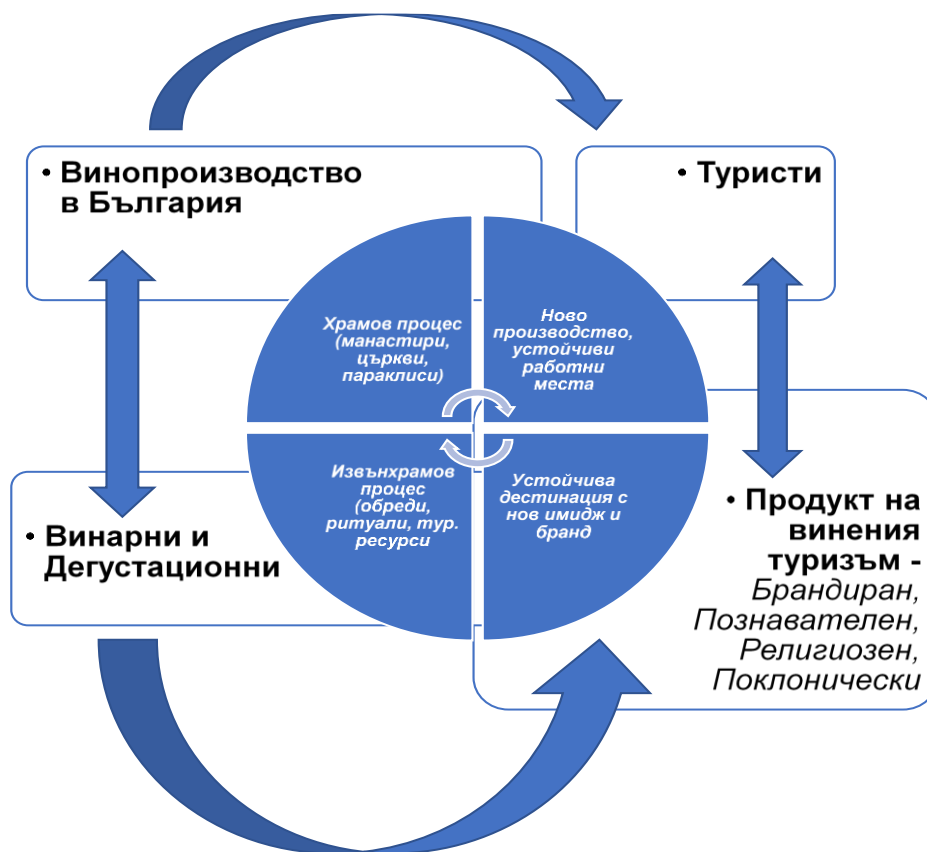 • Винопроизводство
в България
• Туристи
Храмов процес
(манастири,
църкви,
параклиси)
Ново
производство,
устойчиви
работни
места
Извънхрамов
процес
(обреди,
ритуали, тур.
ресурси
Устойчива
дестинация с
нов имидж и
бранд
• Винарни и
Дегустационни
• Продукт на
винения
туризъм -
Брандиран,
Познавателен,
Религиозен,
Поклонически